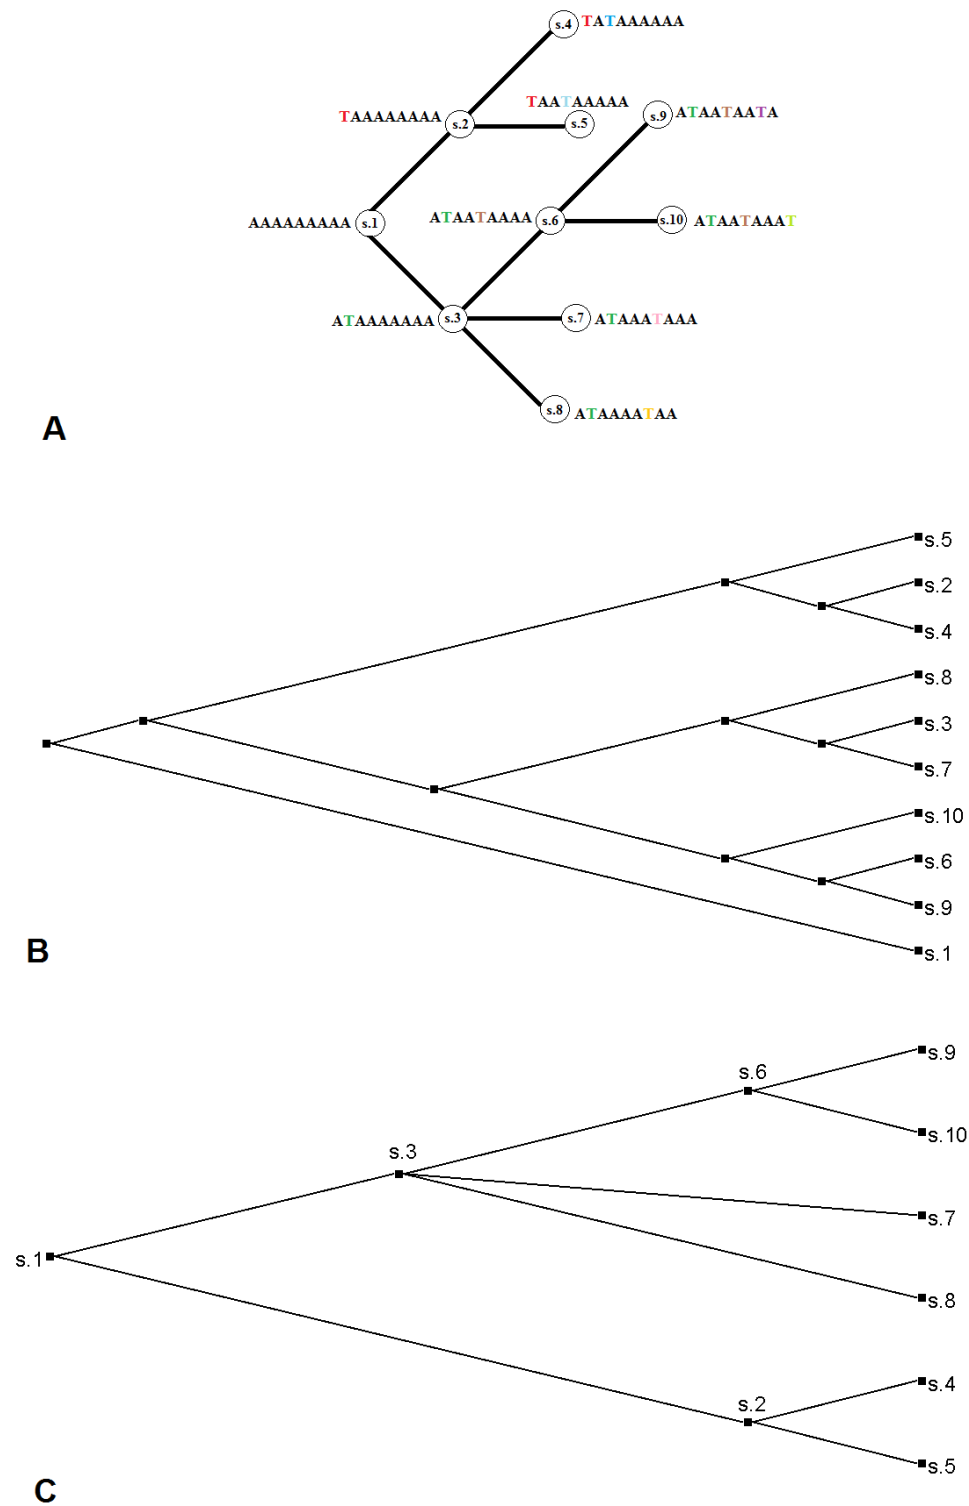 s.4 TATAAAAAA
TAATAAAAA
TAAAAAAAA s.2 s.5 s.9 ATAATAATA
AAAAAAAAA s.1 ATAATAAAA s.6 s.10 ATAATAAAT
ATAAAAAAA s.3 s.7 ATAAATAAA
s.8 ATAAAATAA
A
s.5
s.2
s.4
s.8
s.3
s.7
s.10
s.6
s.9
s.1
B
s.9
s.6
s.10
s.3
s.7
s.1
s.8
s.4
s.2
s.5
C